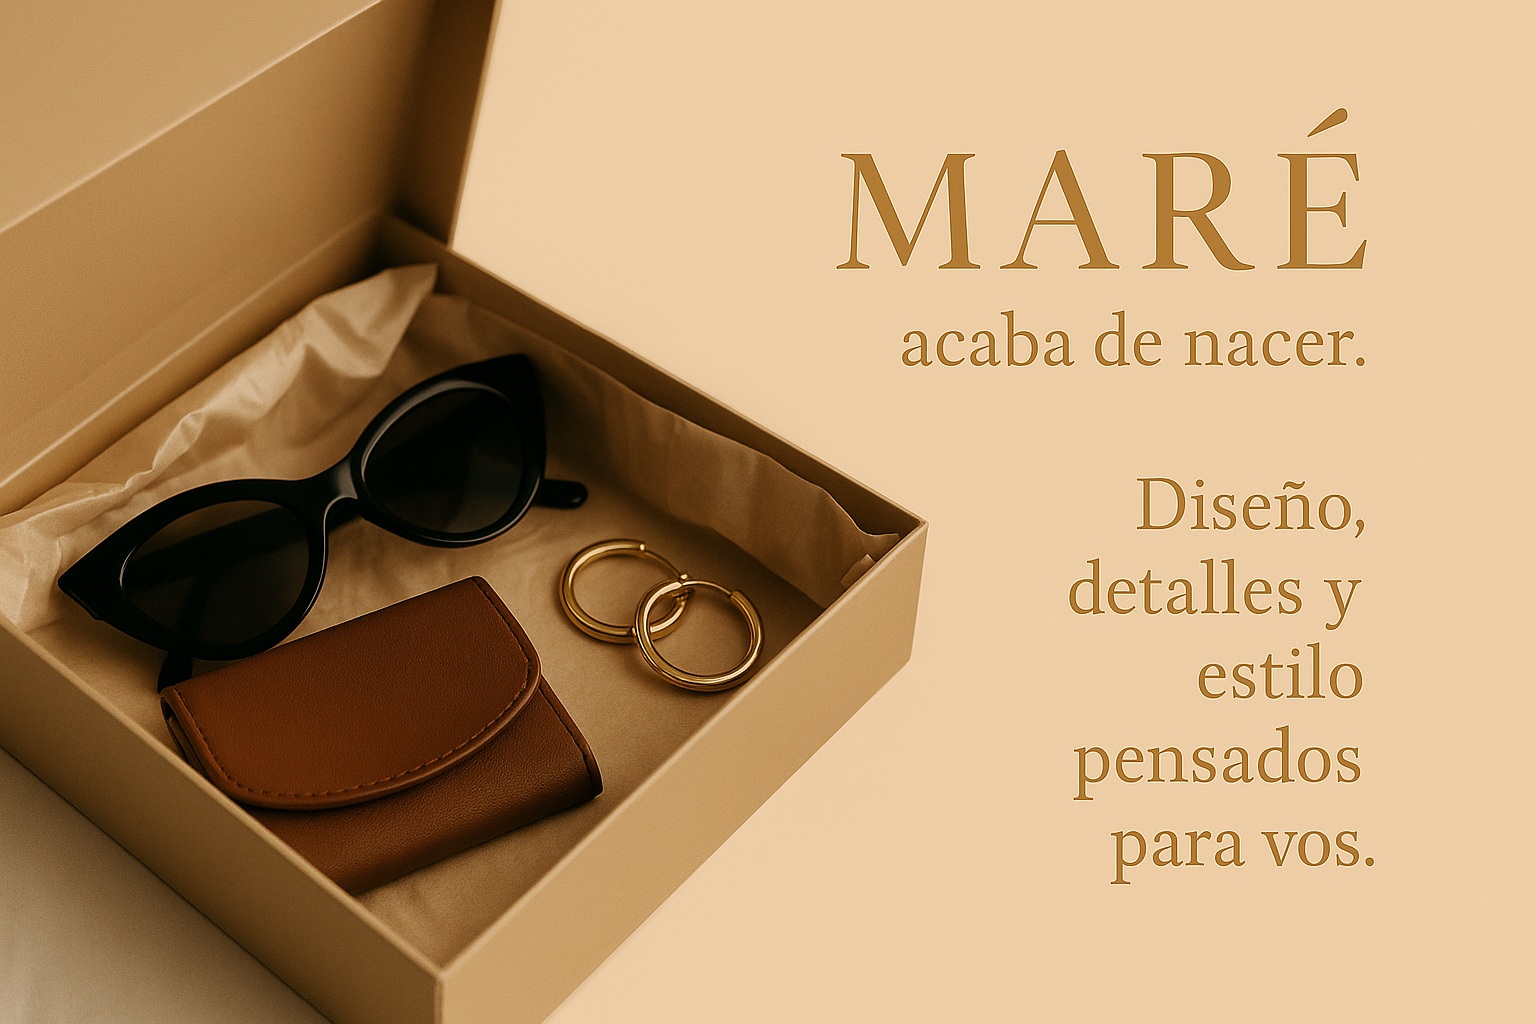 MARÉ
acaba de nacer.
Diseño,
detalles y
estilo
pensados
para vos.